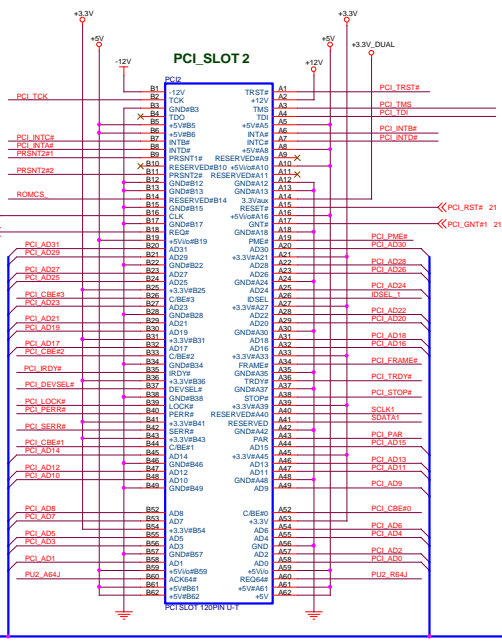 +3.3V +3.3V
+5V +5V
PCI_SLOT 2
+3.3V_DUAL
-12V +12V
PCI2
B1 -12V TRST# A1 PCI_TRST#
PCI_TCK B2 TCK +12V A2
B3 GND#B3 TMS A3 PCI_TMS
B4 TDO TDI A4 PCI_TDI
B5 +5V#B5 +5V#A5 A5
B6 +5V#B6 INTA# A6 PCI_INTB#
PCI_INTC# B7 INTB# INTC# A7 PCI_INTD#
PCI_INTA# B8 INTD# +5V#A8 A8
PRSNT2#1 B9 PRSNT1# RESERVED#A9 A9
B10 RESERVED#B10 +5Vi/o#A10 A10
PRSNT2#2 B11 PRSNT2# RESERVED#A11 A11
B12 GND#B12 GND#A12 A12
B13 GND#B13 GND#A13 A13
ROMCS_ B14 RESERVED#B14 3.3Vaux A14
B15 GND#B15 RESET# A15 PCI_RST# 21
B16 CLK +5Vi/o#A16 A16
B17 GND#B17 GNT# A17 PCI_GNT#1 21
B18 REQ# GND#A18 A18
B19 +5Vi/o#B19 PME# A19 PCI_PME#
PCI_AD31 B20 AD31 AD30 A20 PCI_AD30
PCI_AD29 B21 AD29 +3.3V#A21 A21
B22 GND#B22 AD28 A22 PCI_AD28
PCI_AD27 B23 AD27 AD26 A23 PCI_AD26
PCI_AD25 B24 AD25 GND#A24 A24
B25 +3.3V#B25 AD24 A25 PCI_AD24
PCI_CBE#3 B26 C/BE#3 IDSEL A26 IDSEL_1
PCI_AD23 B27 AD23 +3.3V#A27 A27
B28 GND#B28 AD22 A28 PCI_AD22
PCI_AD21 B29 AD21 AD20 A29 PCI_AD20
PCI_AD19 B30 AD19 GND#A30 A30
B31 +3.3V#B31 AD18 A31 PCI_AD18
PCI_AD17 B32 AD17 AD16 A32 PCI_AD16
PCI_CBE#2 B33 C/BE#2 +3.3V#A33 A33
B34 GND#B34 FRAME# A34 PCI_FRAME#
PCI_IRDY# B35 IRDY# GND#A35 A35
B36 +3.3V#B36 TRDY# A36 PCI_TRDY#
PCI_DEVSEL# B37 DEVSEL# GND#A37 A37
B38 GND#B38 STOP# A38 PCI_STOP#
PCI_LOCK# B39 LOCK# +3.3V#A39 A39
PCI_PERR# B40 PERR# RESERVED#A40 A40 SCLK1
B41 +3.3V#B41 RESERVED A41 SDATA1
PCI_SERR# B42 SERR# GND#A42 A42
B43 +3.3V#B43 PAR A43 PCI_PAR
PCI_CBE#1 B44 C/BE#1 AD15 A44 PCI_AD15
PCI_AD14 B45 AD14 +3.3V#A45 A45
B46 GND#B46 AD13 A46 PCI_AD13
PCI_AD12 B47 AD12 AD11 A47 PCI_AD11
PCI_AD10 B48 AD10 GND#A48 A48
B49 GND#B49 AD9 A49 PCI_AD9
PCI_AD8 B52 AD8 C/BE#0 A52 PCI_CBE#0
PCI_AD7 B53 AD7 +3.3V A53
B54 +3.3V#B54 AD6 A54 PCI_AD6
PCI_AD5 B55 AD5 AD4 A55 PCI_AD4
PCI_AD3 B56 AD3 GND A56
B57 GND#B57 AD2 A57 PCI_AD2
PCI_AD1 B58 AD1 AD0 A58 PCI_AD0
B59 +5Vi/o#B59 +5Vi/o A59
PU2_A64J B60 ACK64# REQ64# A60 PU2_R64J
B61 +5V#B61 +5V#A61 A61
B62 +5V#B62 +5V A62
PCI SLOT 120PIN U-T